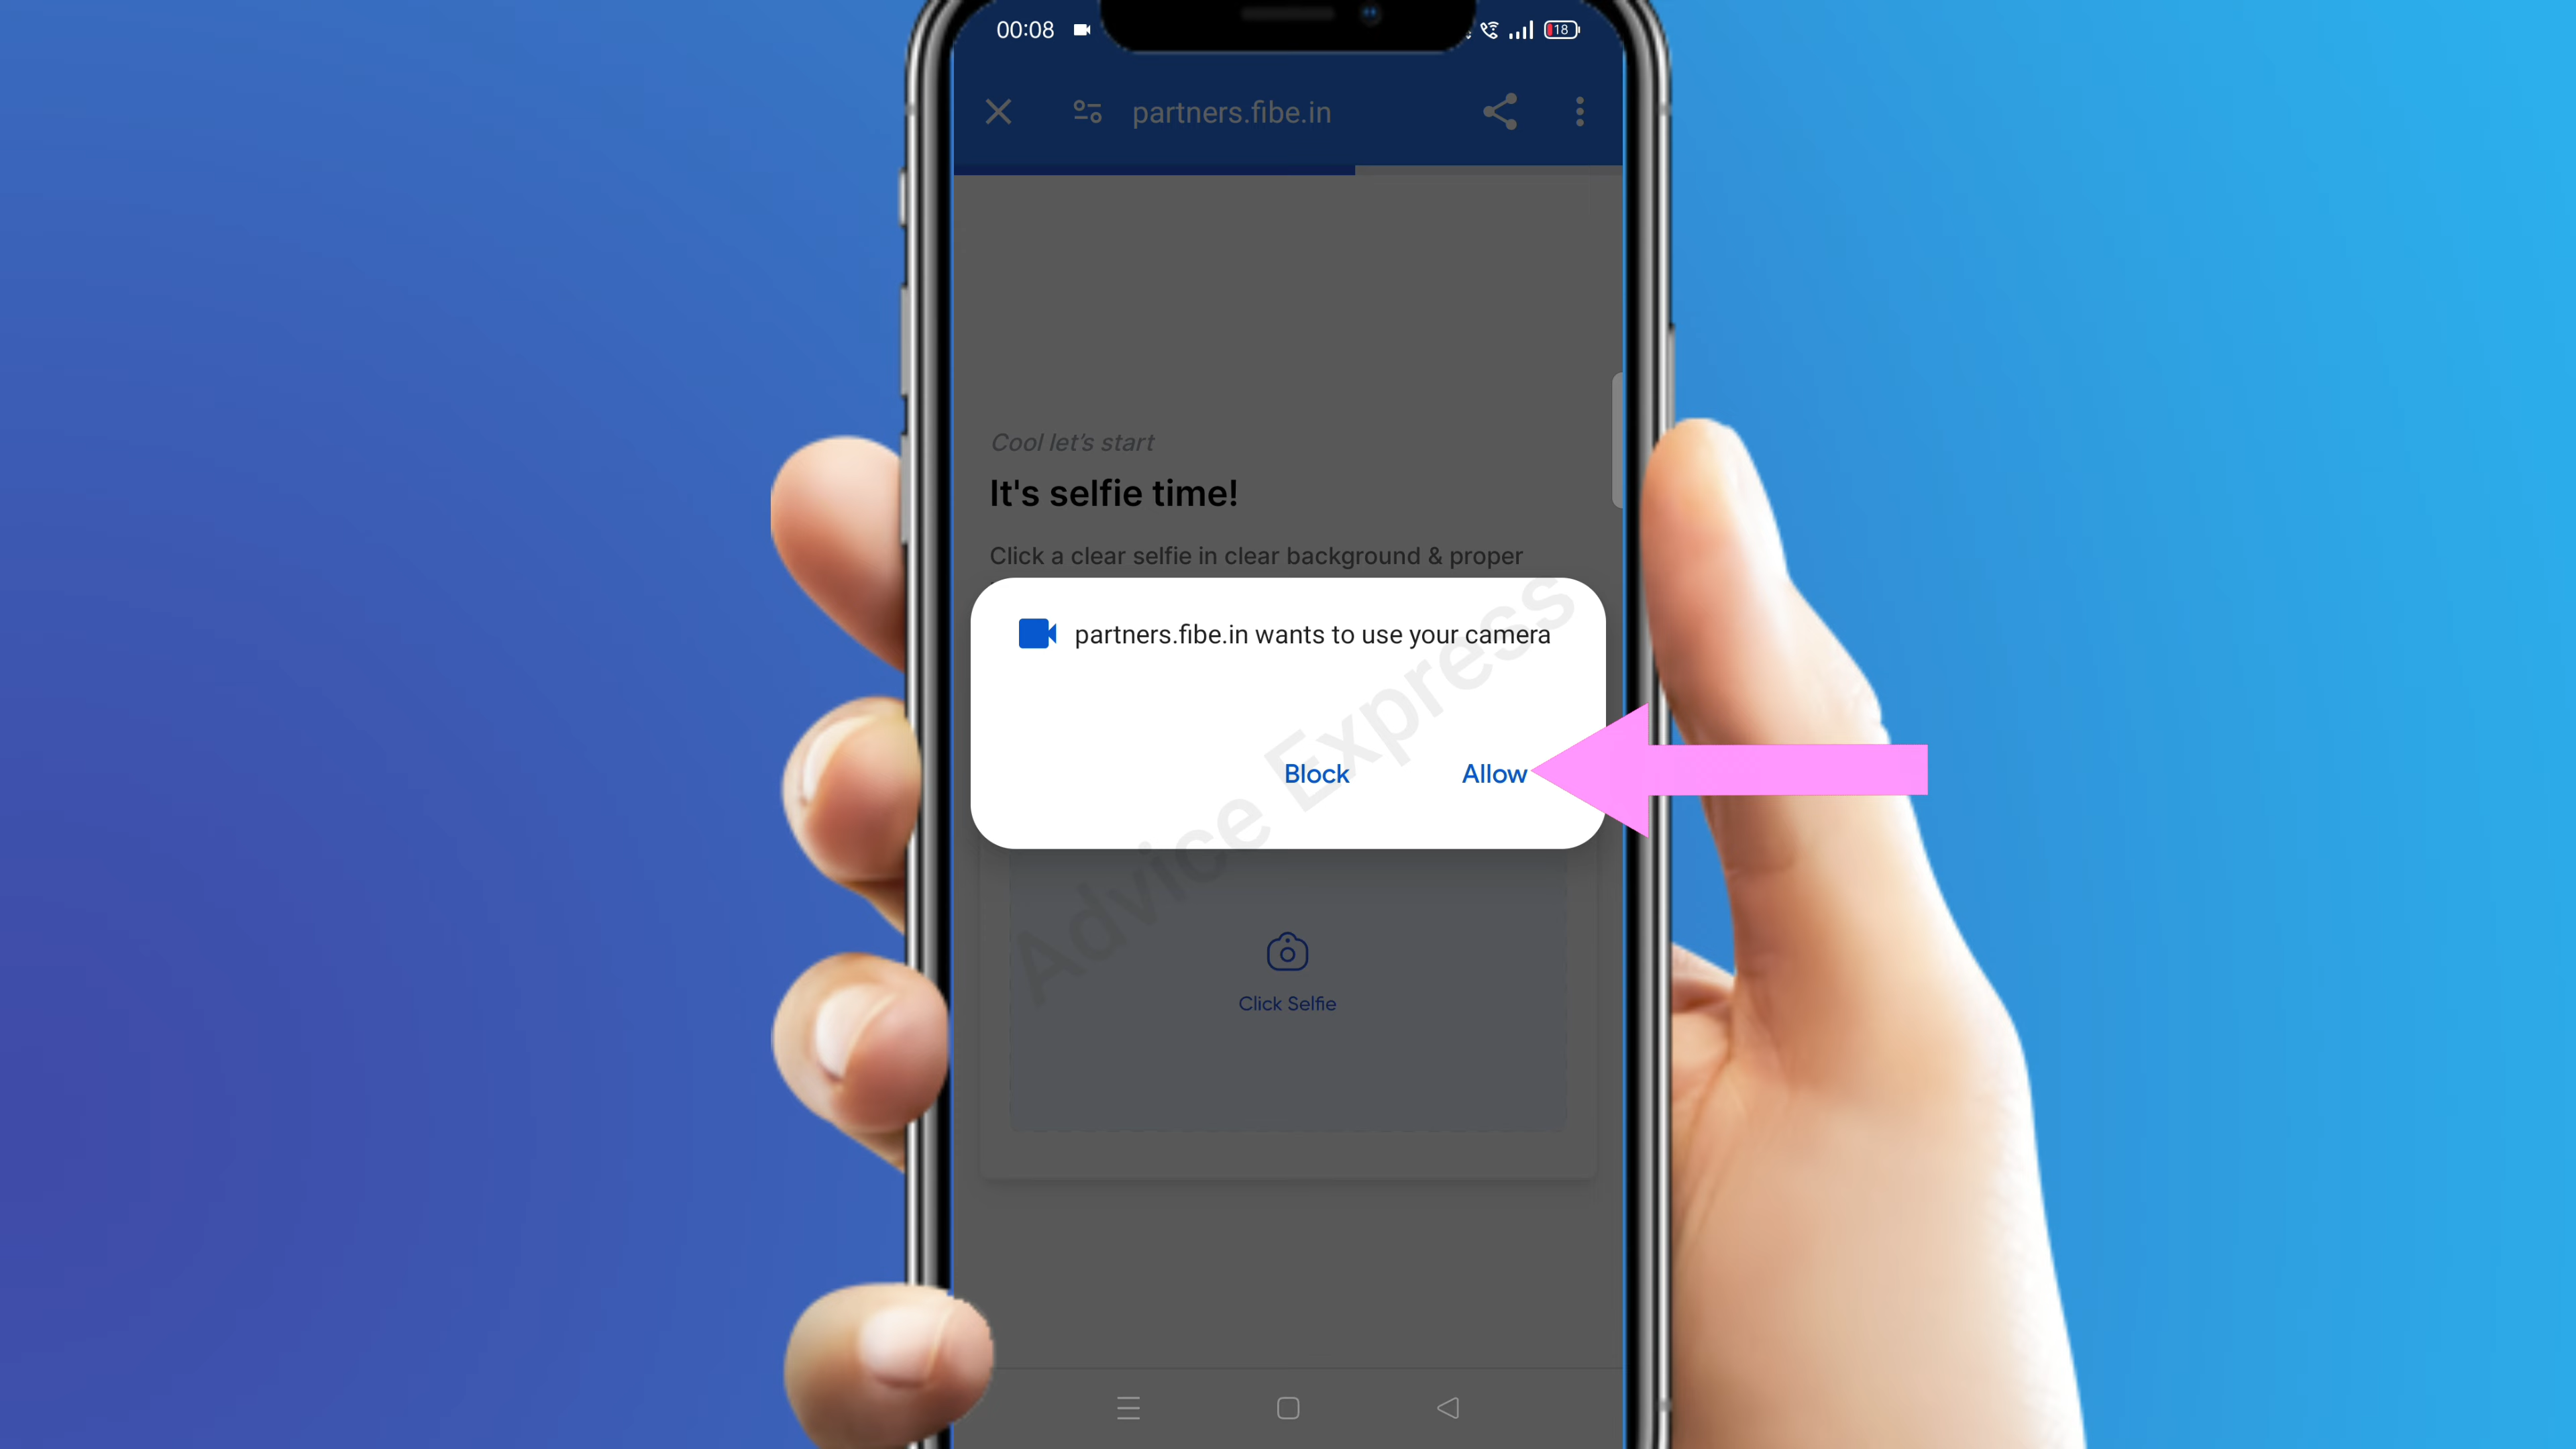 00:08
18
partners.fibe.in
Cool let's start
It's selfie time!
Click a clear selfie in clear background & proper
partners.fibe.in wants to use your camera
Block Allow
Advice Express
Click Selfie